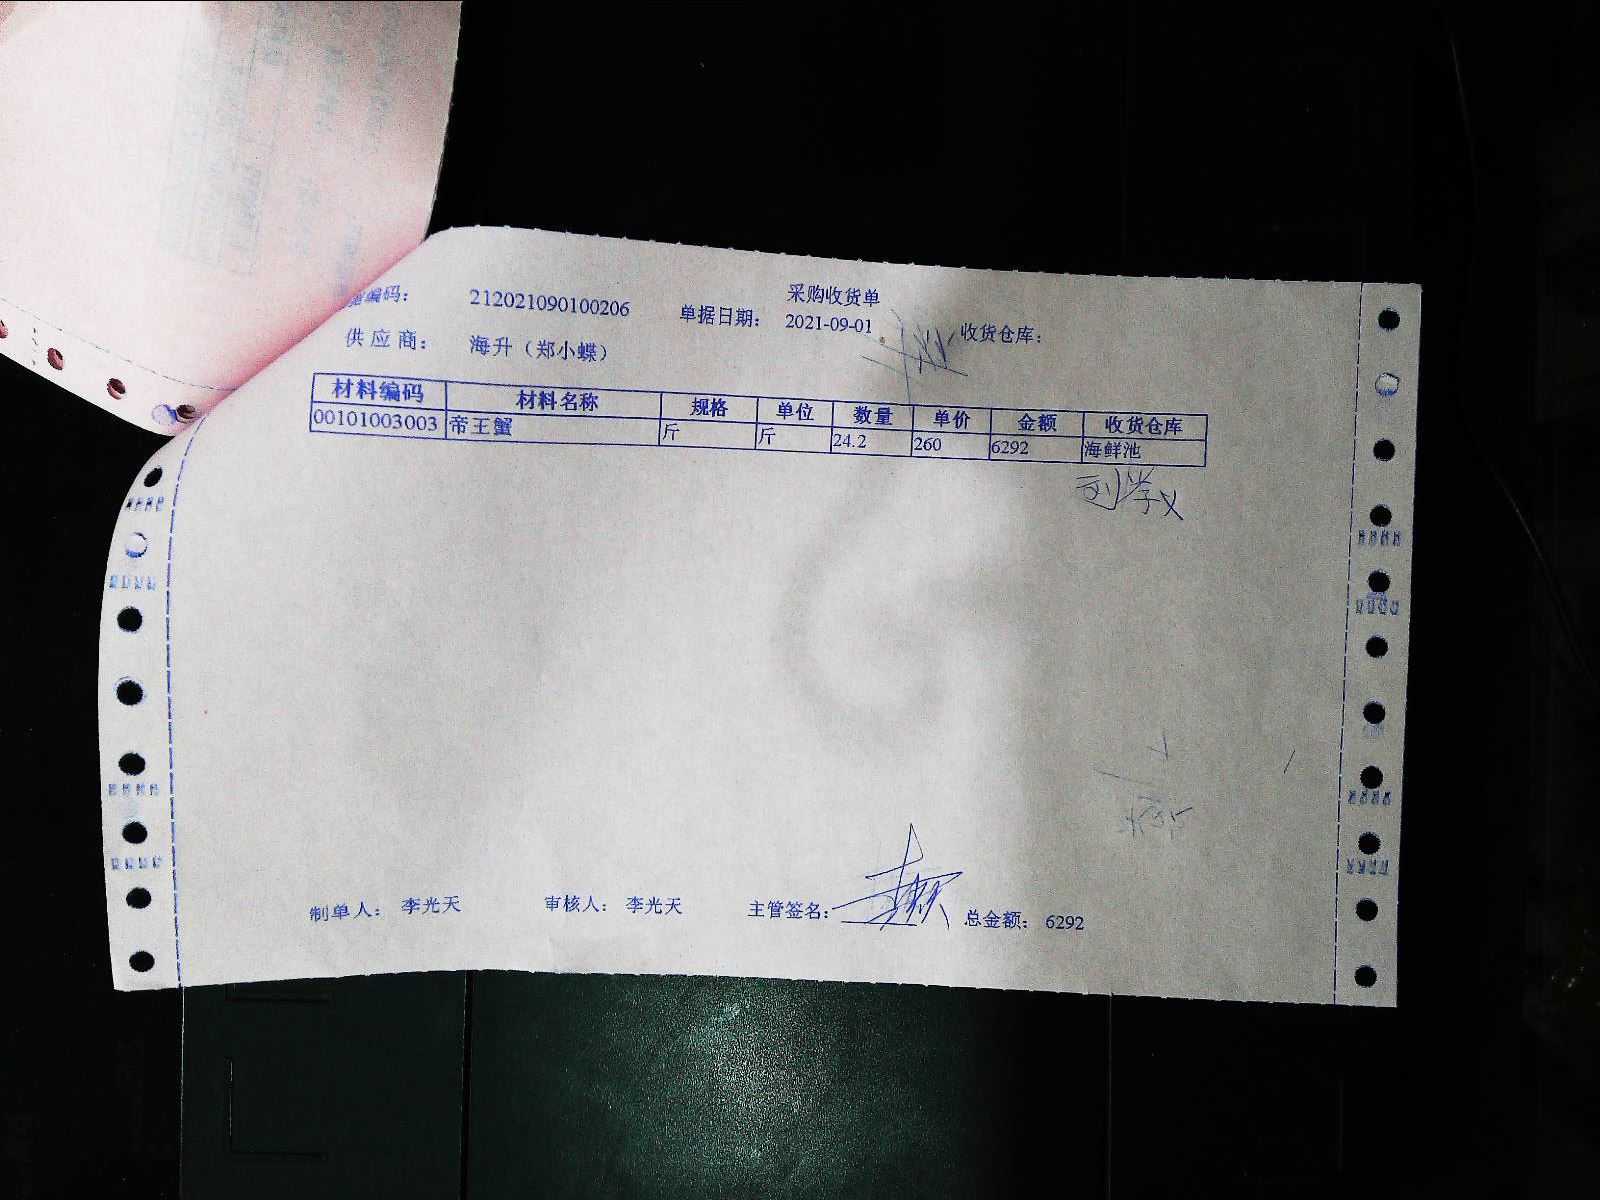 采购收货单
编码： 212021090100206 单据日期： 2021-09-01 收货仓库：
供应商： 海升（郑小蝶）
材料编码 材料名称 规格 单位 数量 单价 金额 收货仓库
00101003003 帝王蟹 斤 斤 24.2 260 6292 海鲜池
刘学义
制单人： 李光天 审核人： 李光天 主管签名： 总金额： 6292